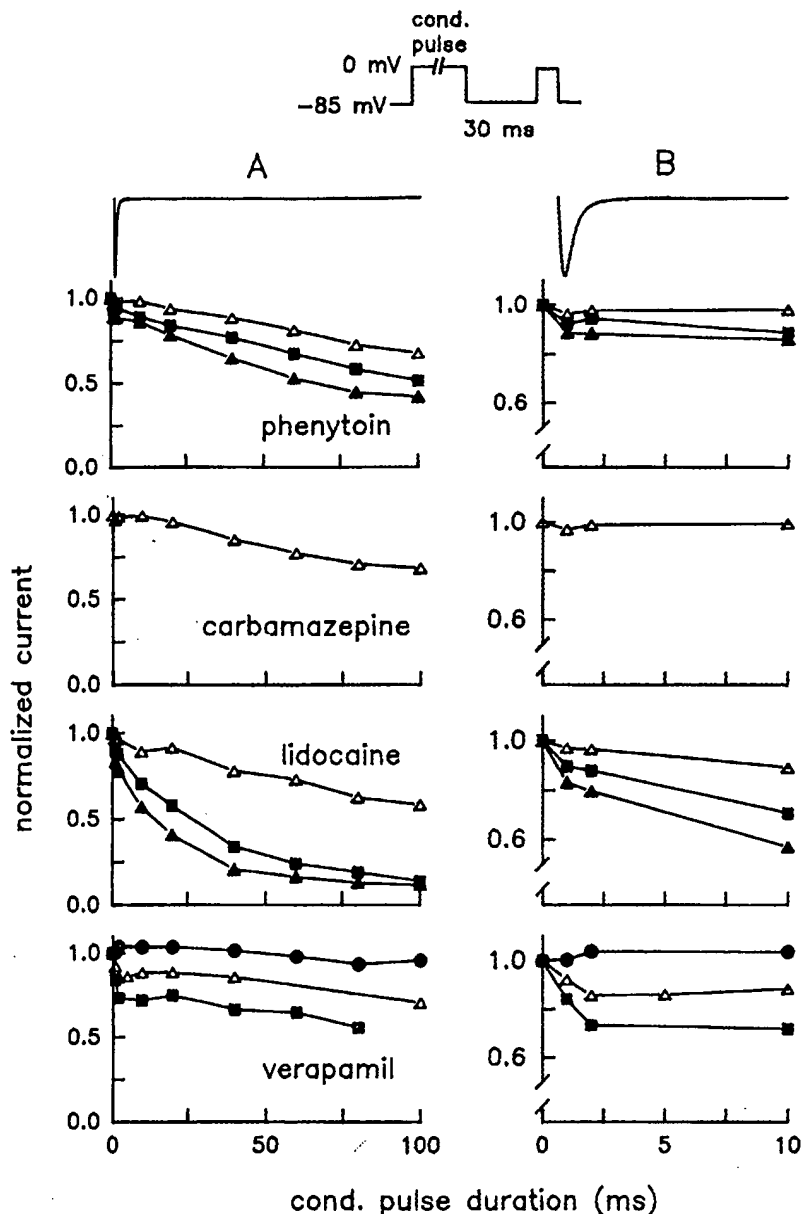 cond.
pulse
0 mV
−85 mV
30 ms
A
B
1.0
0.5
0.0
phenytoin
1.0
0.6
1.0
0.5
0.0
carbamazepine
1.0
0.6
1.0
0.5
0.0
lidocaine
1.0
0.6
1.0
0.5
0.0
verapamil
1.0
0.6
normalized current
0
50
100
0
5
10
cond. pulse duration (ms)